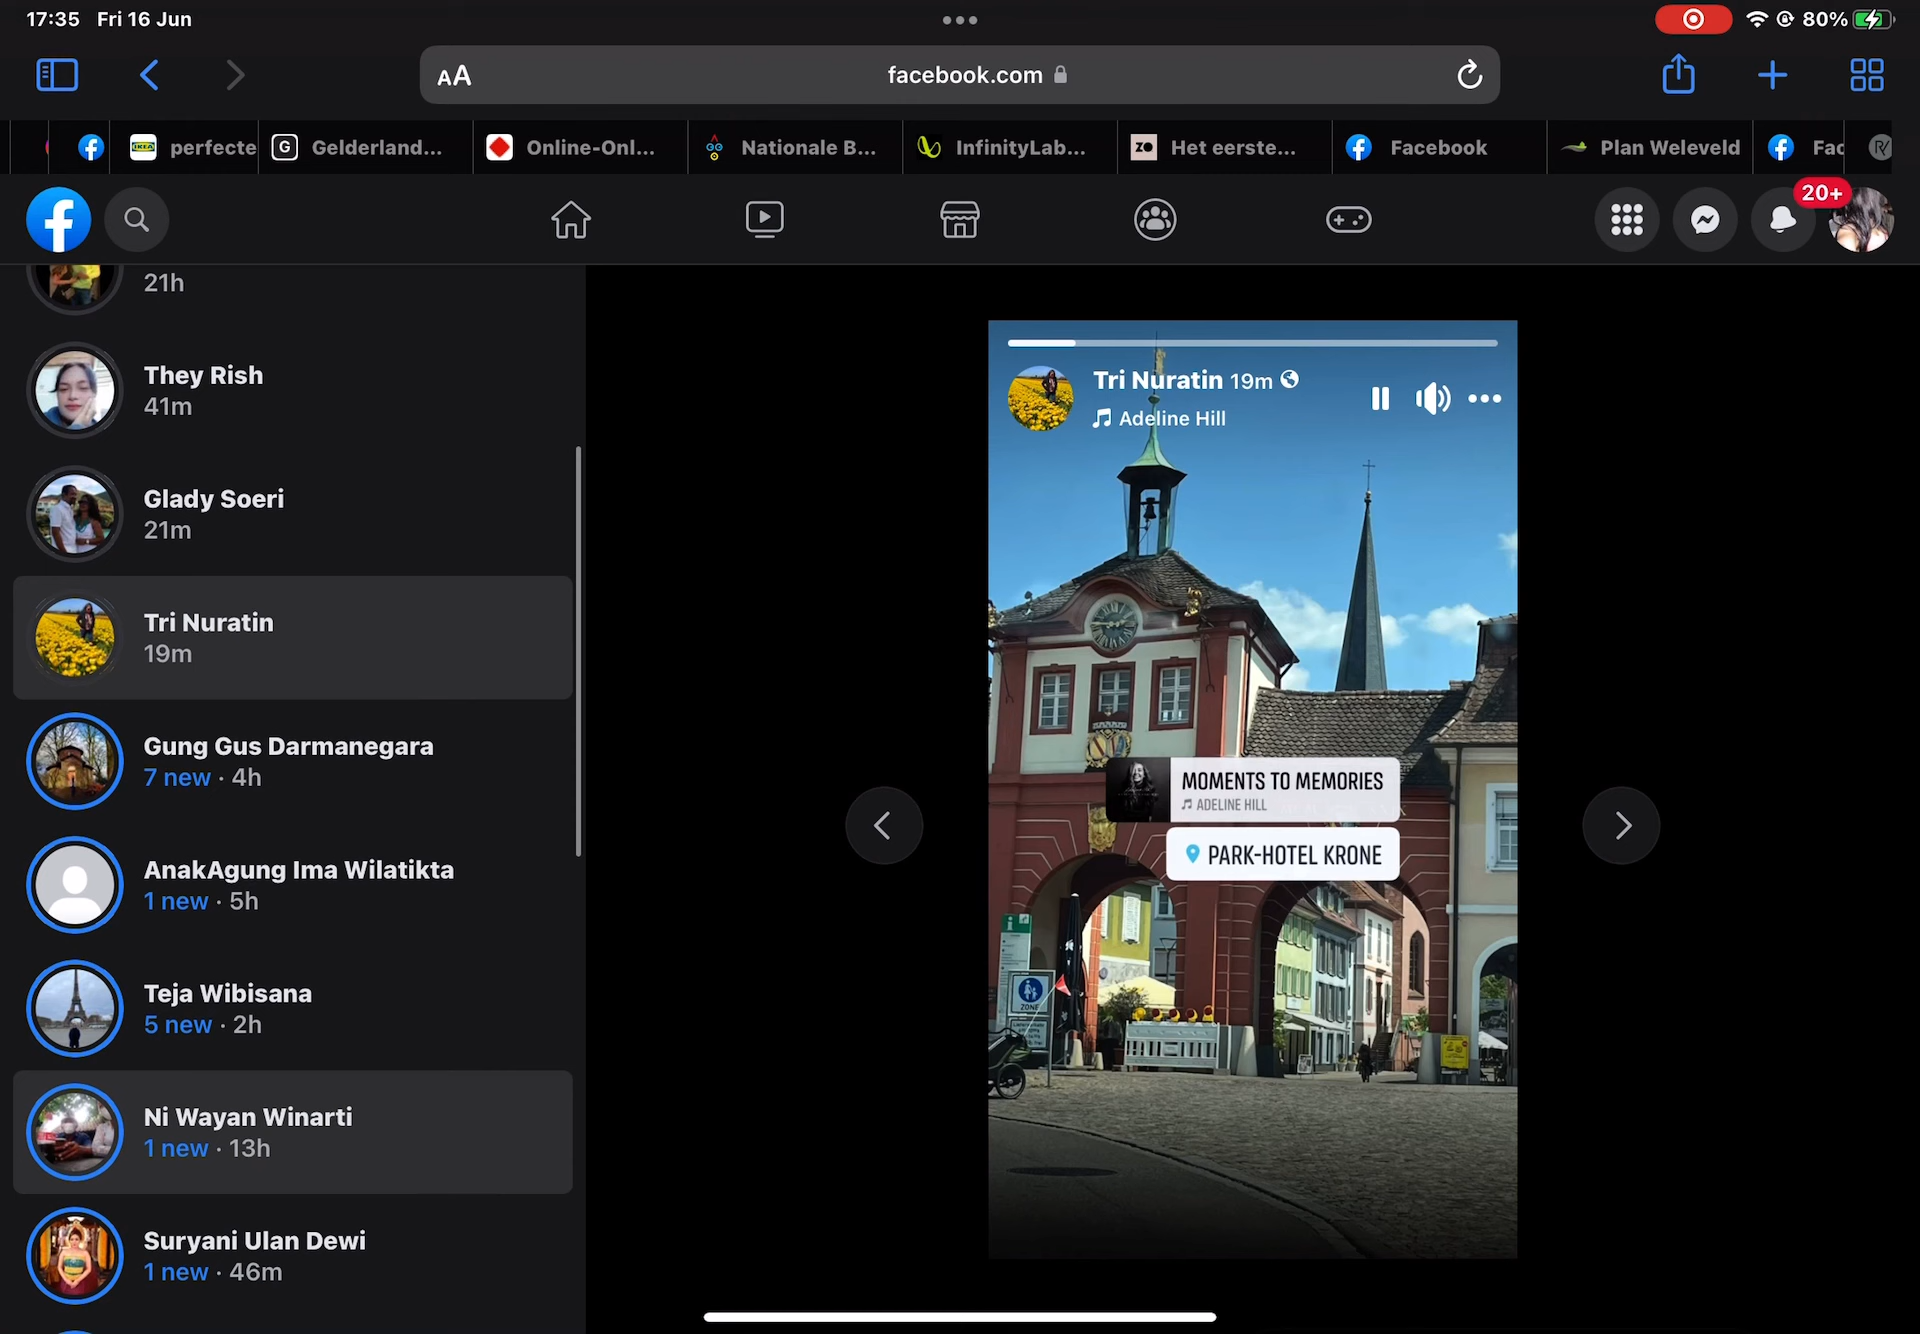 17:35 Fri 16 Jun
80%
AA
facebook.com
IKEA
perfecte
G
Gelderland...
Online-Onl...
Nationale B...
InfinityLab...
ZO
Het eerste...
Facebook
Plan Weleveld
Fac
20+
21h
They Rish
41m
Glady Soeri
21m
Tri Nuratin
19m
Gung Gus Darmanegara
7 new · 4h
AnakAgung Ima Wilatikta
1 new · 5h
Teja Wibisana
5 new · 2h
Ni Wayan Winarti
1 new · 13h
Suryani Ulan Dewi
1 new · 46m
Tri Nuratin 19m
Adeline Hill
MOMENTS TO MEMORIES
ADELINE HILL
PARK-HOTEL KRONE
i
ZONE